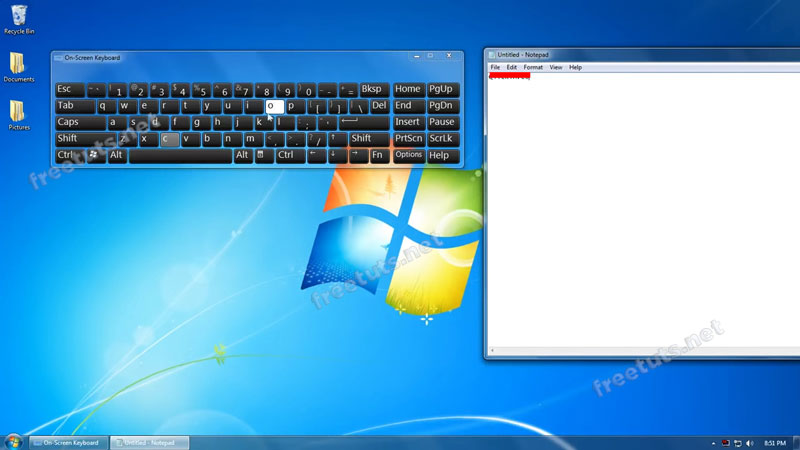 Recycle Bin
Documents
Pictures
On-Screen Keyboard
Esc ~ ` ! 1 @ 2 # 3 $ 4 % 5 ^ 6 & 7 * 8 ( 9 ) 0 _ - + = Bksp Home PgUp
Tab q w e r t y u i o p { [ } ] | \ Del End PgDn
Caps a s d f g h j k l : ; " ' Insert Pause
Shift z x c v b n m < , > . ? / ↑ Shift PrtScn ScrLk
Ctrl Alt Alt Ctrl ← ↓ → Fn Options Help
Untitled - Notepad
File Edit Format View Help
freetuts.net
freetuts.net
freetuts.net
On-Screen Keyboard
Untitled - Notepad
8:51 PM